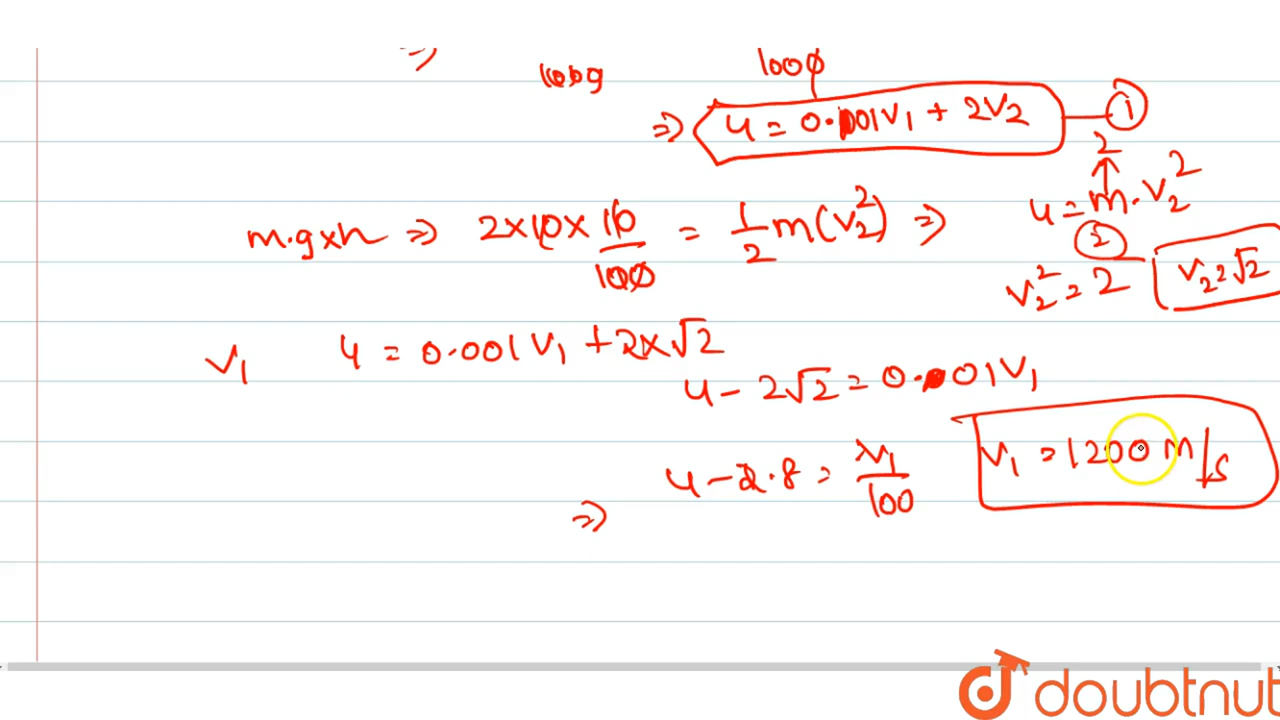 ⇒
100g 1000
⇒ 4 = 0.001V₁ + 2V₂ — ①
2
m.g×h ⇒ 2×10×10/100 = 1/2 m(V₂²) ⇒ 4 = m.V₂²
②
V₂² = 2 V₂ = √2
V₁ 4 = 0.001V₁ + 2×√2
4 - 2√2 = 0.001V₁
4 - 2.8 = V₁/100 V₁ = 1200 m/s
⇒
doubtnut